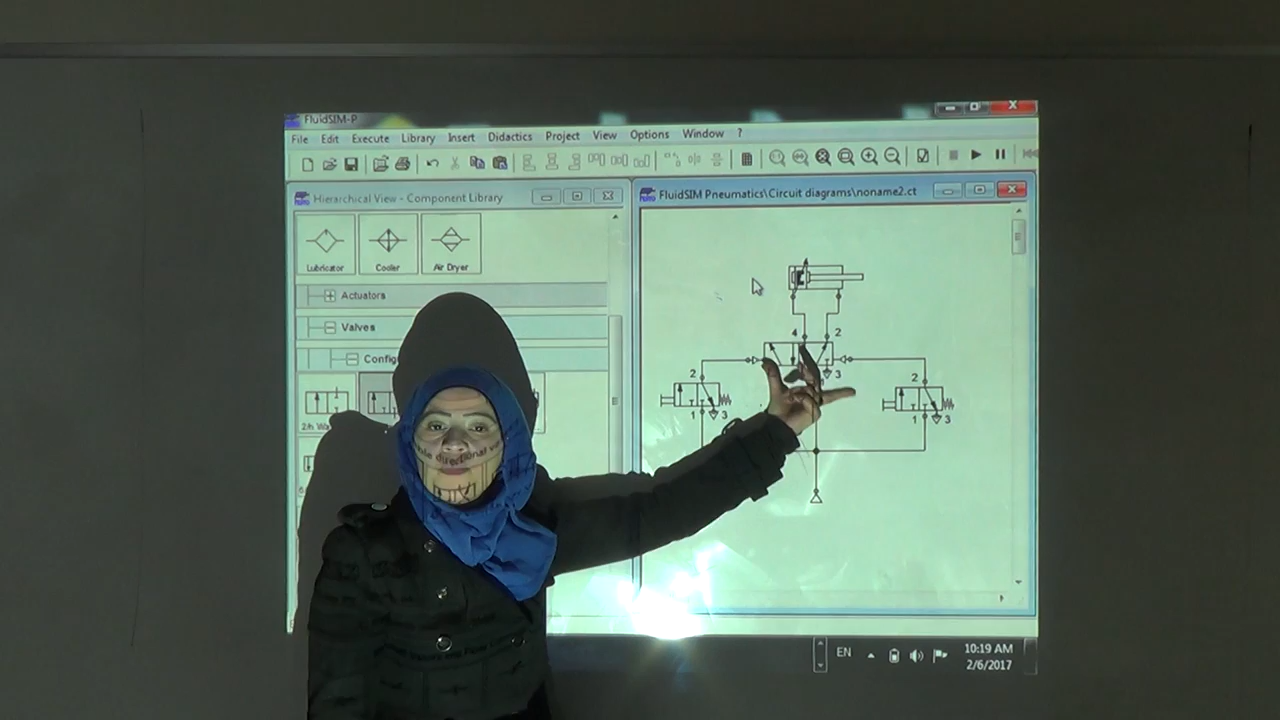 FluidSIM-P
File Edit Execute Library Insert Didactics Project View Options Window ?
Hierarchical View - Component Library
FluidSIM Pneumatics\Circuit diagrams\noname2.ct
Lubricator Cooler Air Dryer
Actuators
Valves
Config
4 2
3
2
1 3
2
1 3
EN
10:19 AM
2/6/2017